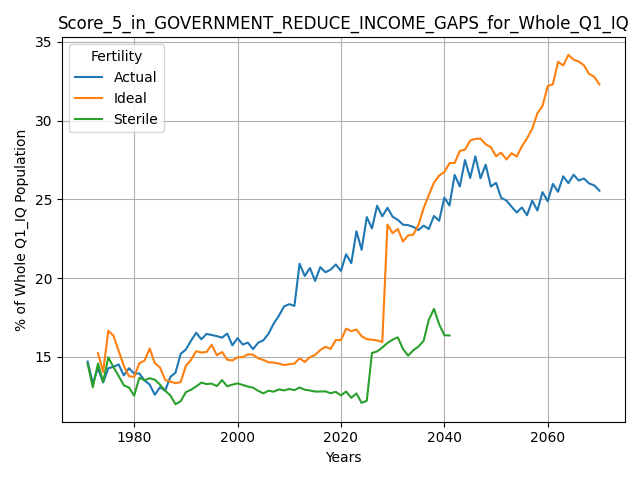 Score_5_in_GOVERNMENT_REDUCE_INCOME_GAPS_for_Whole_Q1_IQ
35
30
25
20
15
% of Whole Q1_IQ Population
Fertility
Actual
Ideal
Sterile
1980
2000
2020
2040
2060
Years